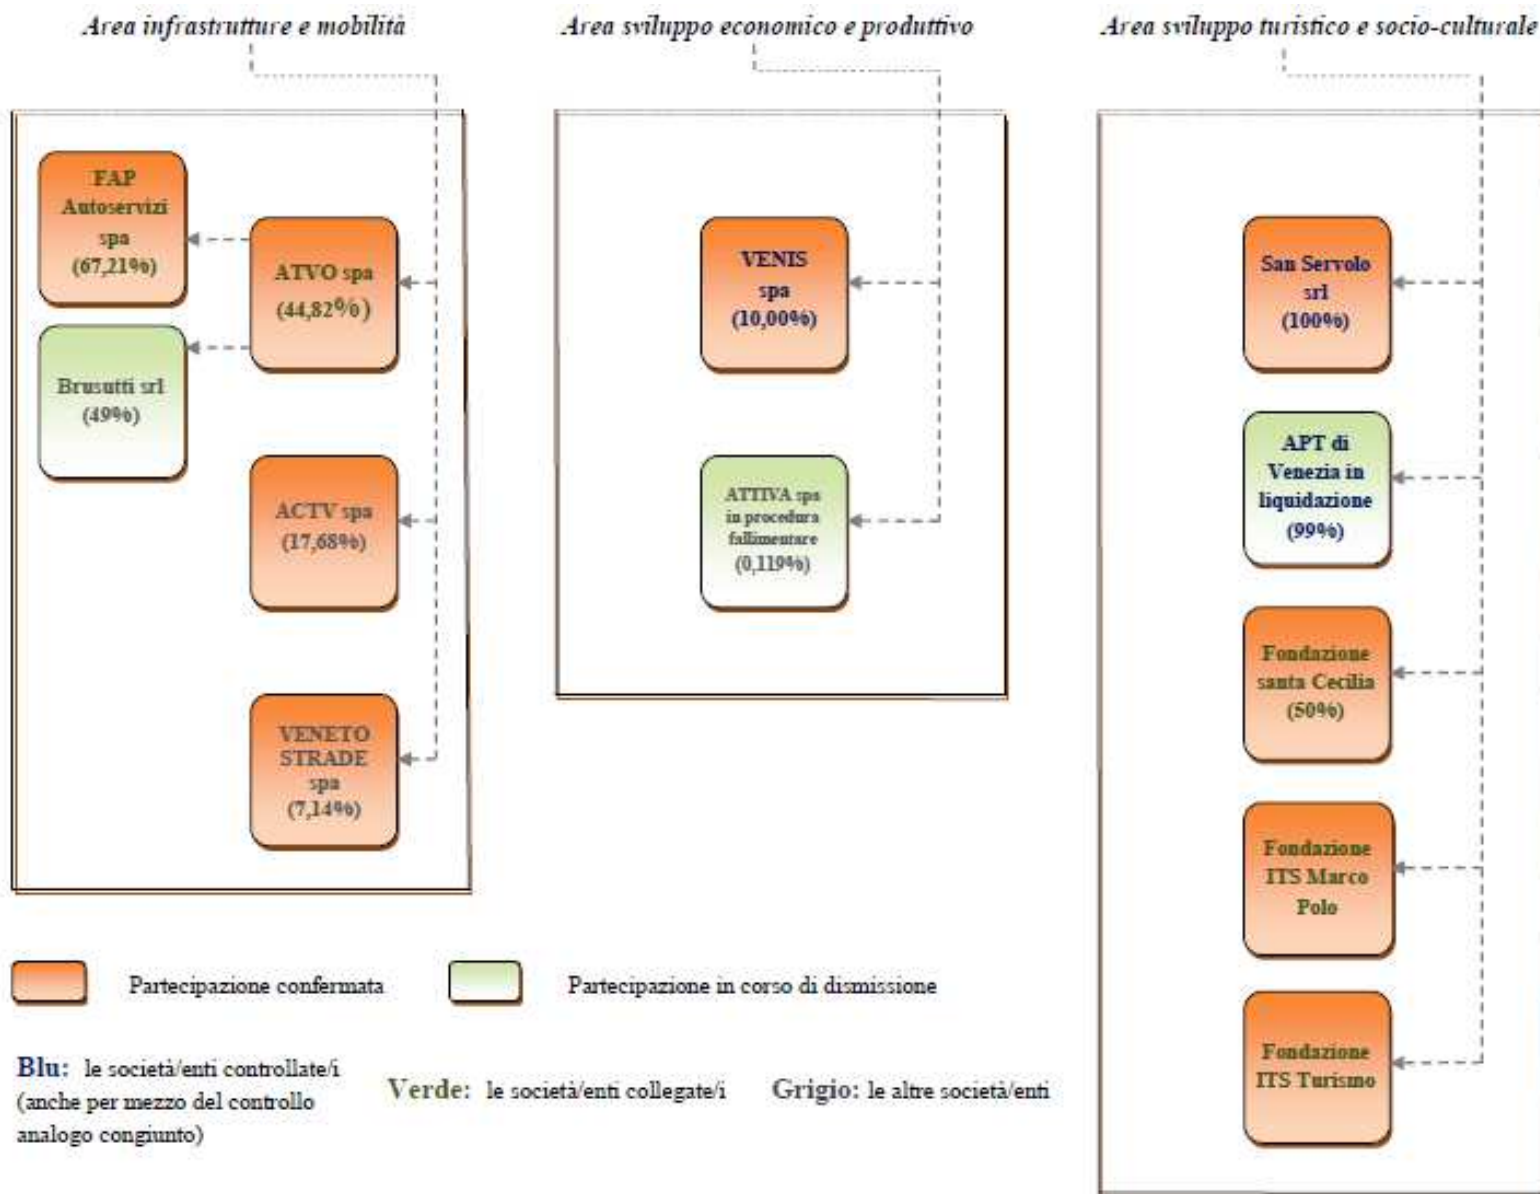 Area infrastrutture e mobilità
Area sviluppo economico e produttivo
Area sviluppo turistico e socio-culturale
FAP
Autoservizi
spa
(67,21%)
ATVO spa
(44,82%)
Brusutti srl
(49%)
ACTV spa
(17,68%)
VENETO
STRADE
spa
(7,14%)
VENIS
spa
(10,00%)
ATTIVA spa
in procedura
fallimentare
(0,119%)
San Servolo
srl
(100%)
APT di
Venezia in
liquidazione
(99%)
Fondazione
santa Cecilia
(50%)
Fondazione
ITS Marco
Polo
Fondazione
ITS Turismo
Partecipazione confermata
Partecipazione in corso di dismissione
Blu: le società/enti controllate/i
(anche per mezzo del controllo
analogo congiunto)
Verde: le società/enti collegate/i
Grigio: le altre società/enti